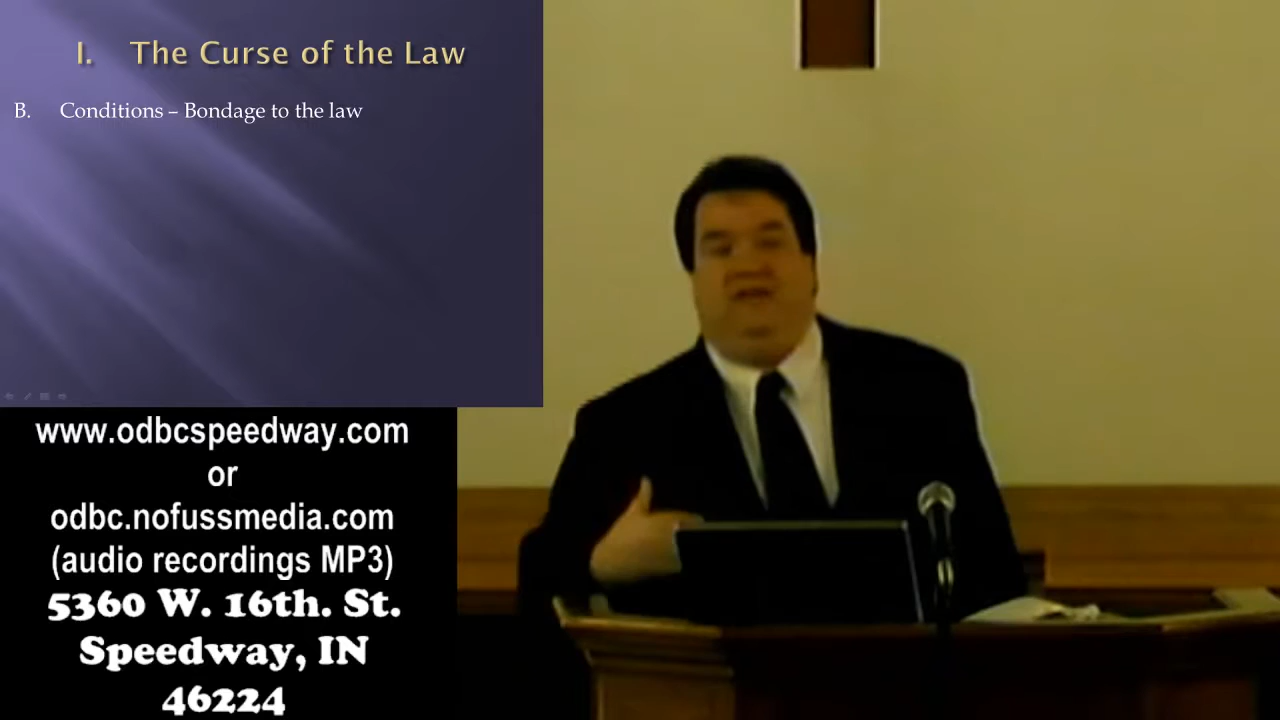 I. The Curse of the Law
B. Conditions – Bondage to the law
www.odbcspeedway.com
or
odbc.nofussmedia.com
(audio recordings MP3)
5360 W. 16th. St.
Speedway, IN
46224